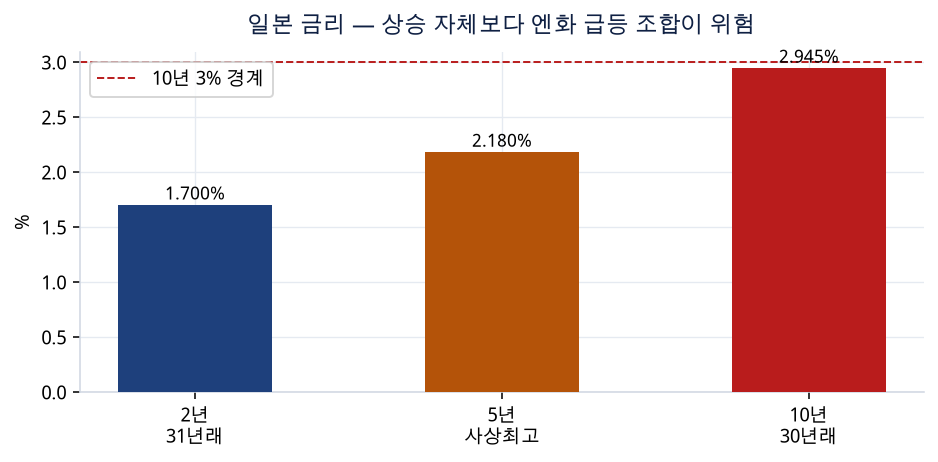 일본 금리 — 상승 자체보다 엔화 급등 조합이 위험
3.0
2.5
2.0
1.5
1.0
0.5
0.0
%
10년 3% 경계
1.700%
2.180%
2.945%
2년
31년래
5년
사상최고
10년
30년래